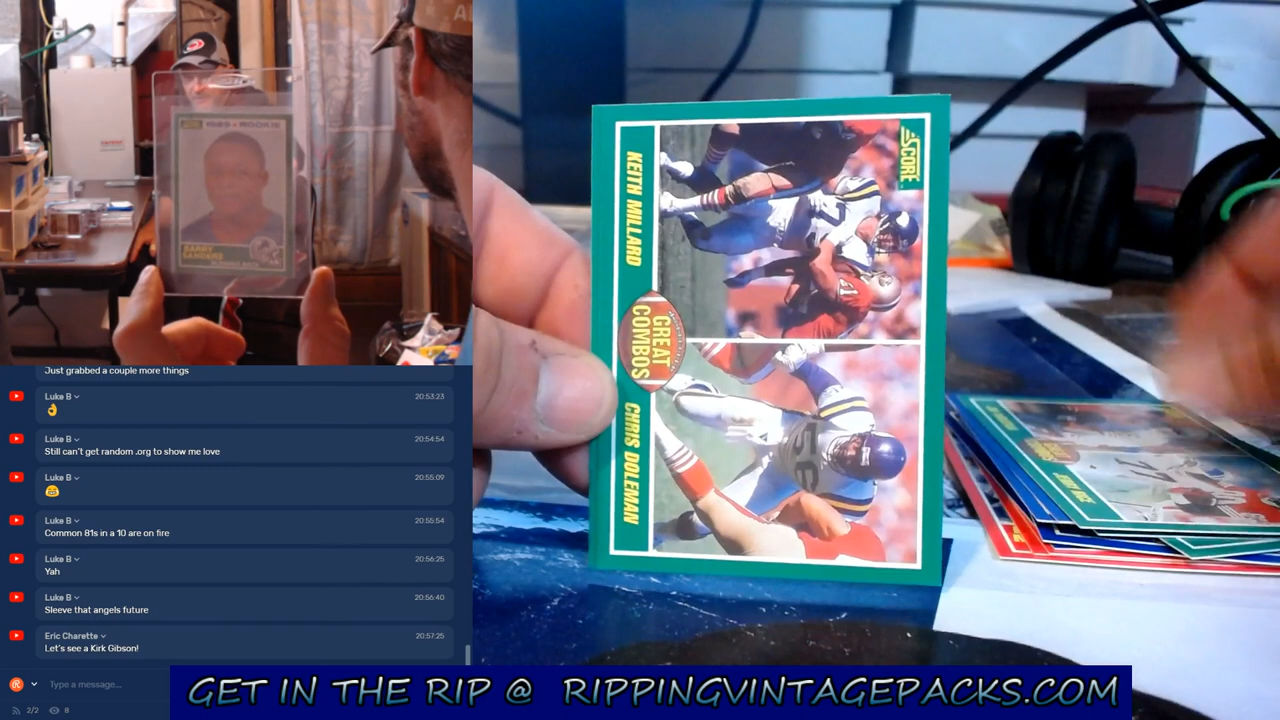 1989 • ROOKIE
BARRY
SANDERS
Just grabbed a couple more things
Luke B 20:53:23
👌
Luke B 20:54:54
Still can't get random .org to show me love
Luke B 20:55:09
😂
Luke B 20:55:54
Common 81s in a 10 are on fire
Luke B 20:56:25
Yah
Luke B 20:56:40
Sleeve that angels future
Eric Charette 20:57:25
Let's see a Kirk Gibson!
Type a message...
2/2 8
SCORE
KEITH MILLARD
GREAT
COMBOS
CHRIS DOLEMAN
JERRY RICE
GET IN THE RIP @ RIPPINGVINTAGEPACKS.COM